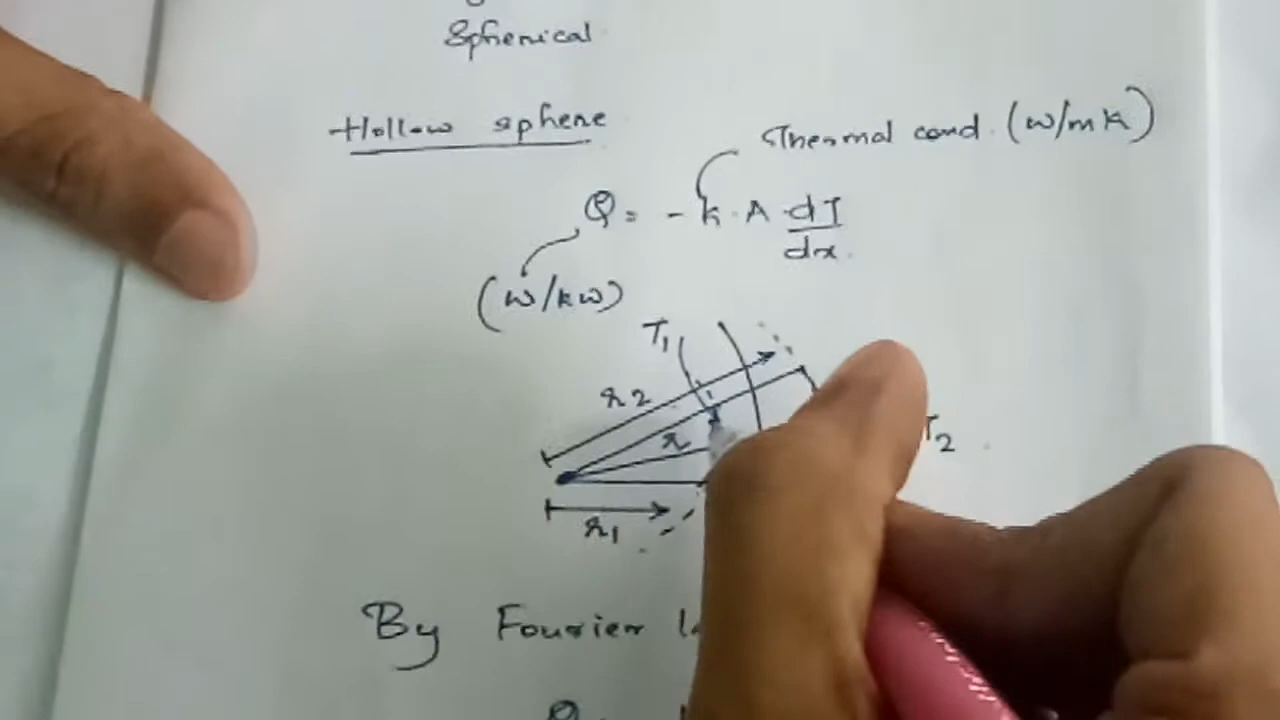 Spherical
Hollow sphere
Thermal cond. (W/mk)
Q = - k . A dT/dx
(W/kW)
T1
r2
r
T2
r1
By Fourier